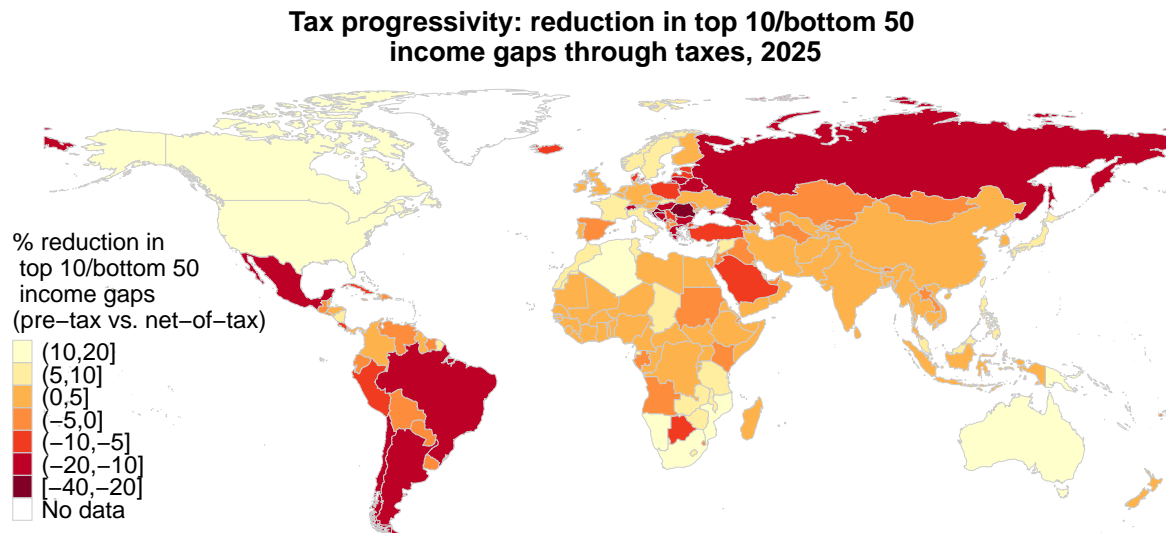 Tax progressivity: reduction in top 10/bottom 50
income gaps through taxes, 2025
% reduction in
top 10/bottom 50
income gaps
(pre−tax vs. net−of−tax)
(10,20]
(5,10]
(0,5]
(−5,0]
(−10,−5]
(−20,−10]
[−40,−20]
No data